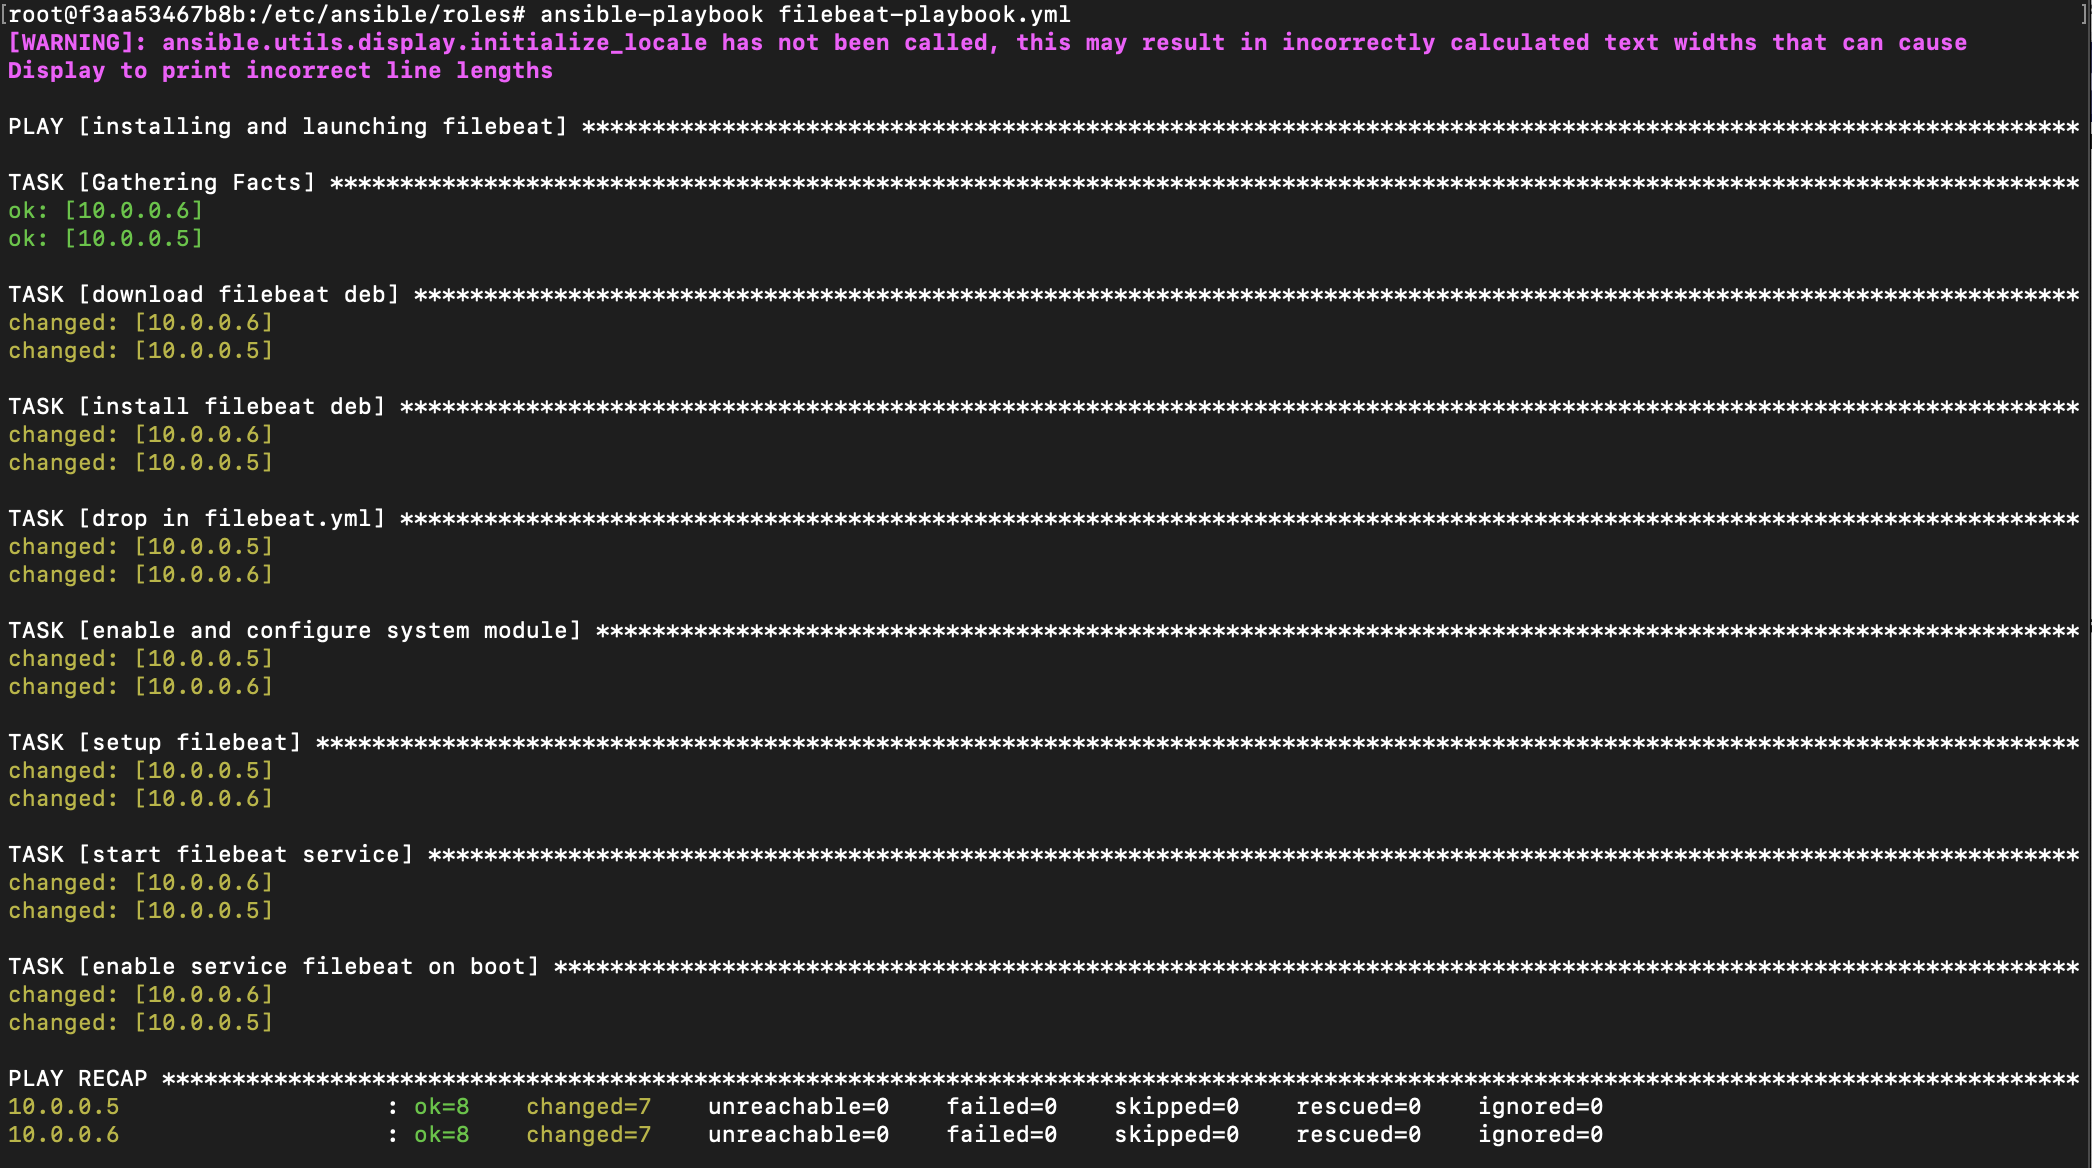 [root@f3aa53467b8b:/etc/ansible/roles# ansible-playbook filebeat-playbook.yml ]
[WARNING]: ansible.utils.display.initialize_locale has not been called, this may result in incorrectly calculated text widths that can cause
Display to print incorrect line lengths
PLAY [installing and launching filebeat] ***********************************************************************************************************
TASK [Gathering Facts] *****************************************************************************************************************************
ok: [10.0.0.6]
ok: [10.0.0.5]
TASK [download filebeat deb] ***********************************************************************************************************************
changed: [10.0.0.6]
changed: [10.0.0.5]
TASK [install filebeat deb] ************************************************************************************************************************
changed: [10.0.0.6]
changed: [10.0.0.5]
TASK [drop in filebeat.yml] ************************************************************************************************************************
changed: [10.0.0.5]
changed: [10.0.0.6]
TASK [enable and configure system module] **********************************************************************************************************
changed: [10.0.0.5]
changed: [10.0.0.6]
TASK [setup filebeat] ******************************************************************************************************************************
changed: [10.0.0.5]
changed: [10.0.0.6]
TASK [start filebeat service] **********************************************************************************************************************
changed: [10.0.0.6]
changed: [10.0.0.5]
TASK [enable service filebeat on boot] *************************************************************************************************************
changed: [10.0.0.6]
changed: [10.0.0.5]
PLAY RECAP *****************************************************************************************************************************************
10.0.0.5                   : ok=8    changed=7    unreachable=0    failed=0    skipped=0    rescued=0    ignored=0
10.0.0.6                   : ok=8    changed=7    unreachable=0    failed=0    skipped=0    rescued=0    ignored=0